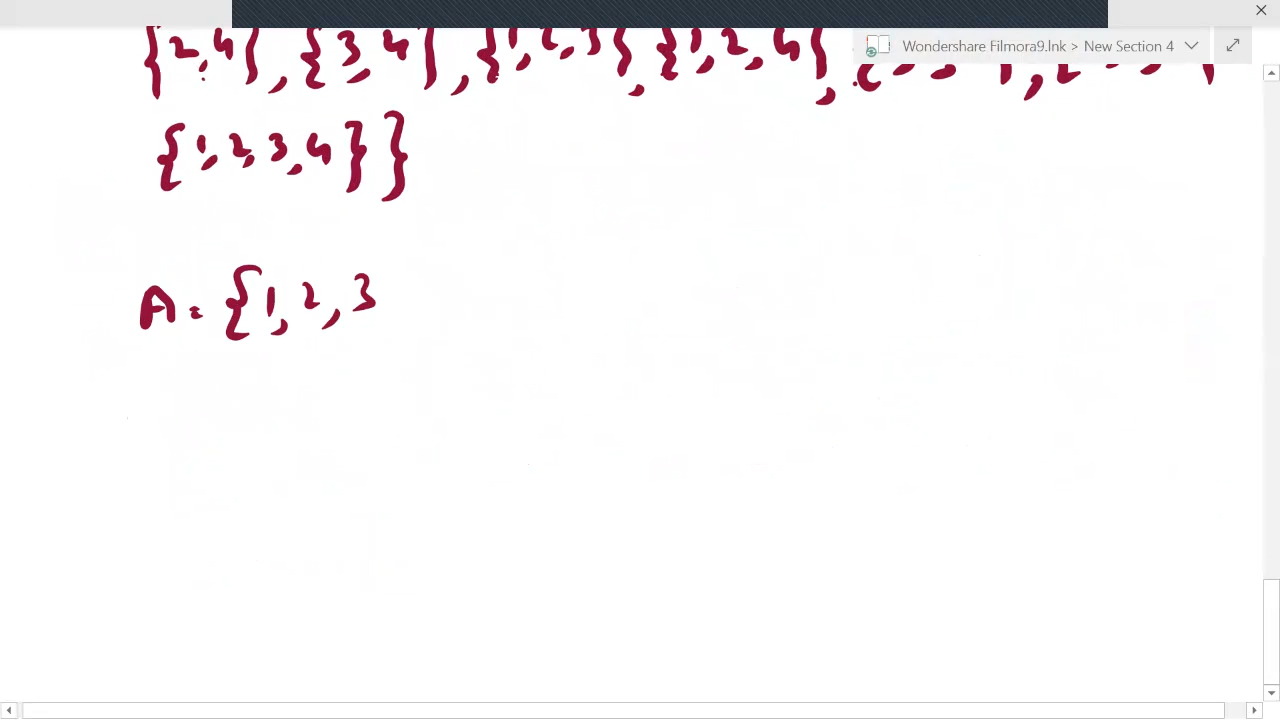 Wondershare Filmora9.lnk > New Section 4
{2,4}, {3,4}, {1,2,3}, {1,2,4},
{1,2,3,4}}
A = {1, 2, 3